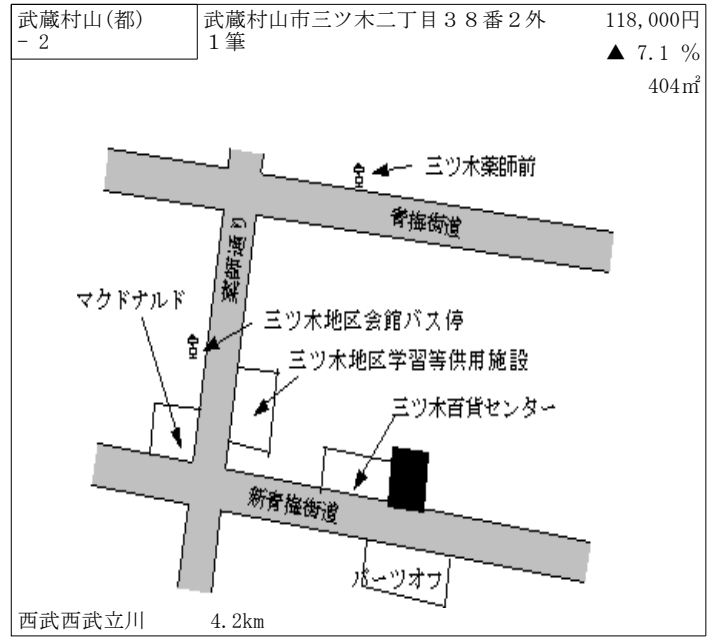 武蔵村山(都)
- 2
武蔵村山市三ツ木二丁目３８番２外
１筆
118,000円
▲ 7.1 %
404㎡
三ツ木薬師前
青梅街道
薬師通り
マクドナルド
三ツ木地区会館バス停
三ツ木地区学習等供用施設
三ツ木百貨センター
新青梅街道
パーツオフ
西武西武立川 4.2km